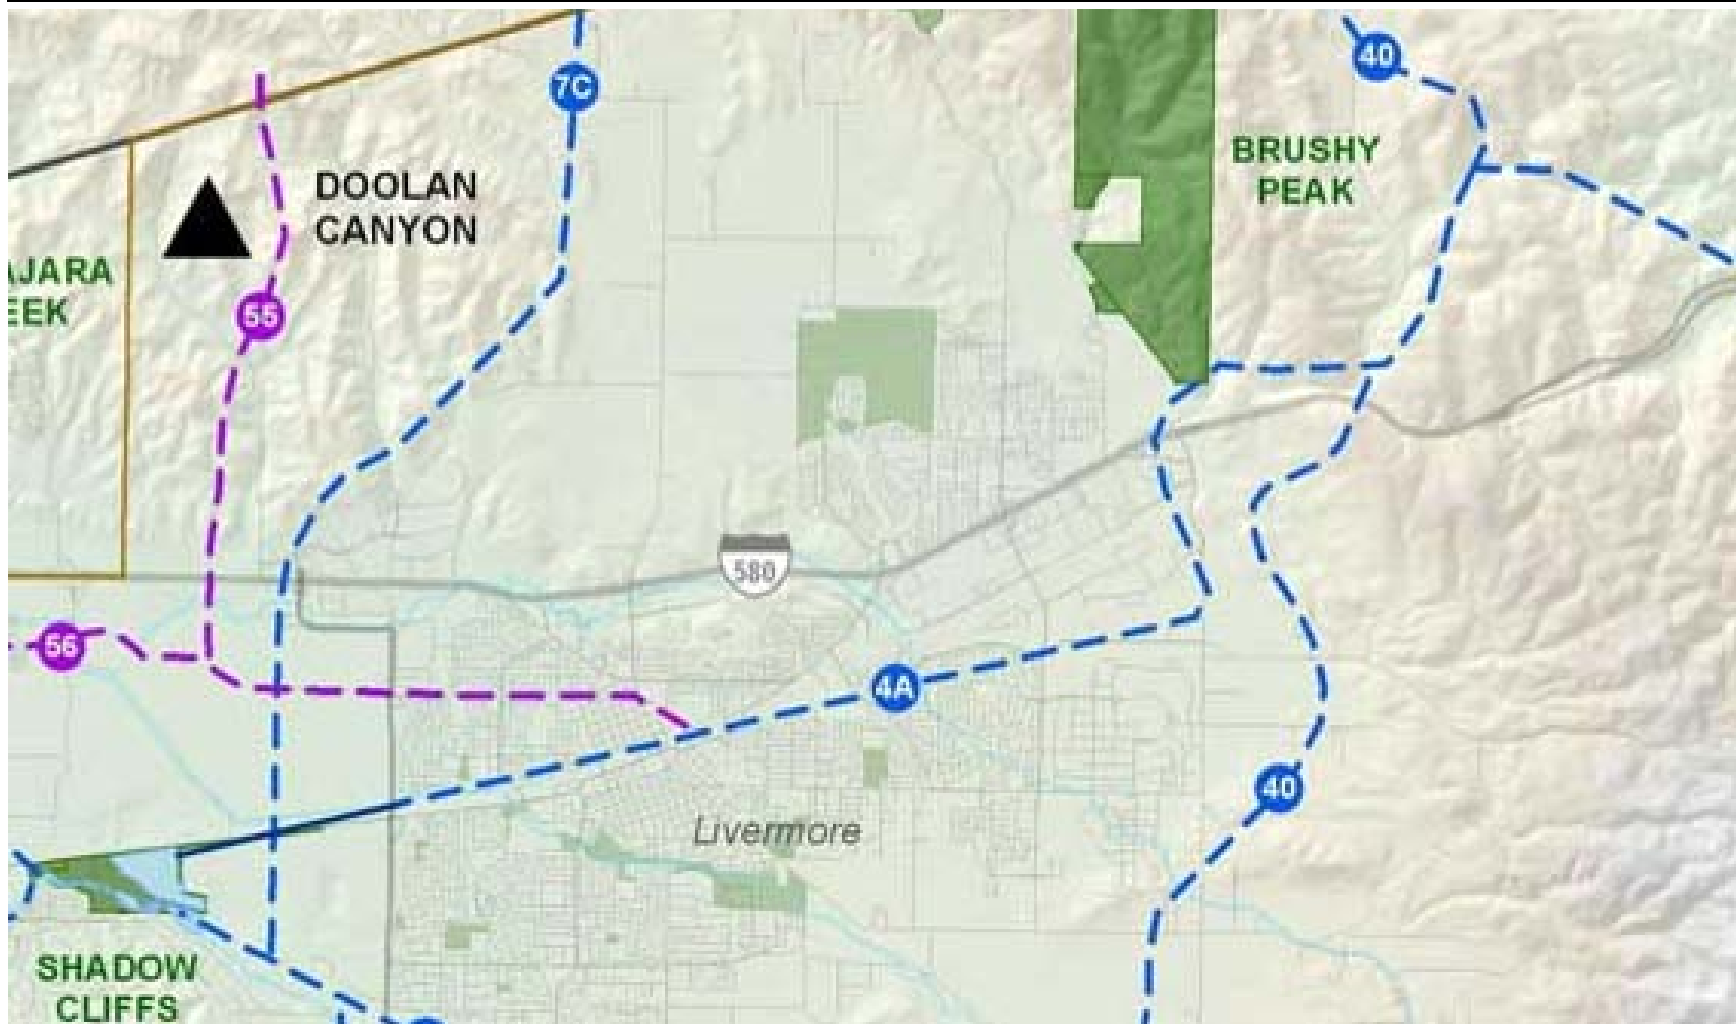 40
7C
BRUSHY
PEAK
DOOLAN
CANYON
AJARA
EEK
55
580
56
4A
40
Livermore
SHADOW
CLIFFS